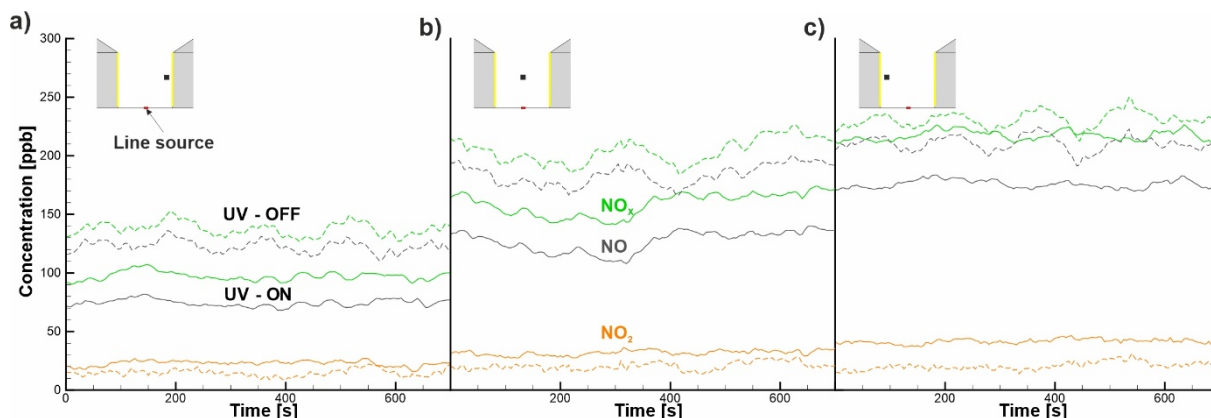 a)
b)
c)
300
250
200
150
100
50
0
Concentration [ppb]
Line source
UV - OFF
UV - ON
NOx
NO
NO2
0 200 400 600
200 400 600
200 400 600
Time [s]
Time [s]
Time [s]